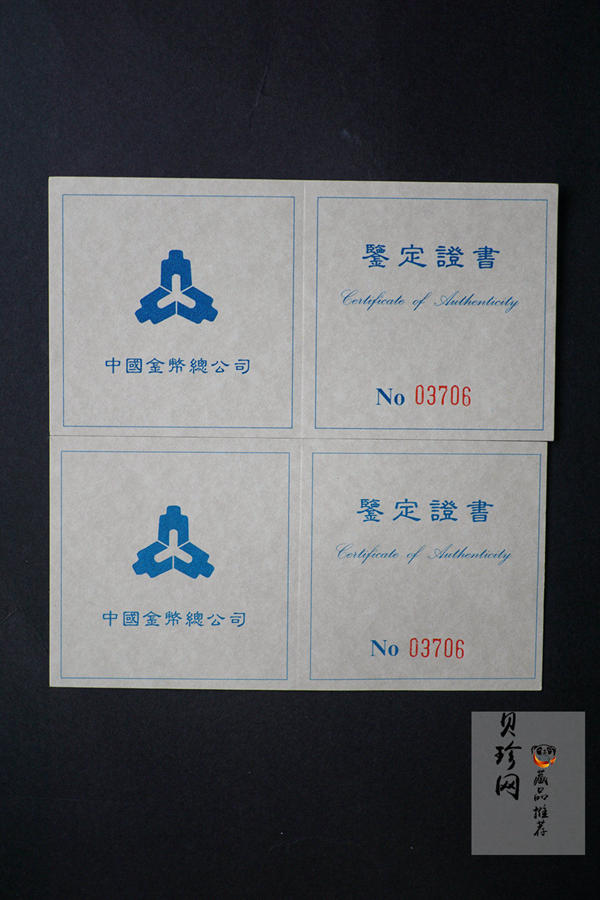 鑒定證書
Certificate of Authenticity
中國金幣總公司
No 03706
鑒定證書
Certificate of Authenticity
中國金幣總公司
No 03706
贝珍网
藏品推荐